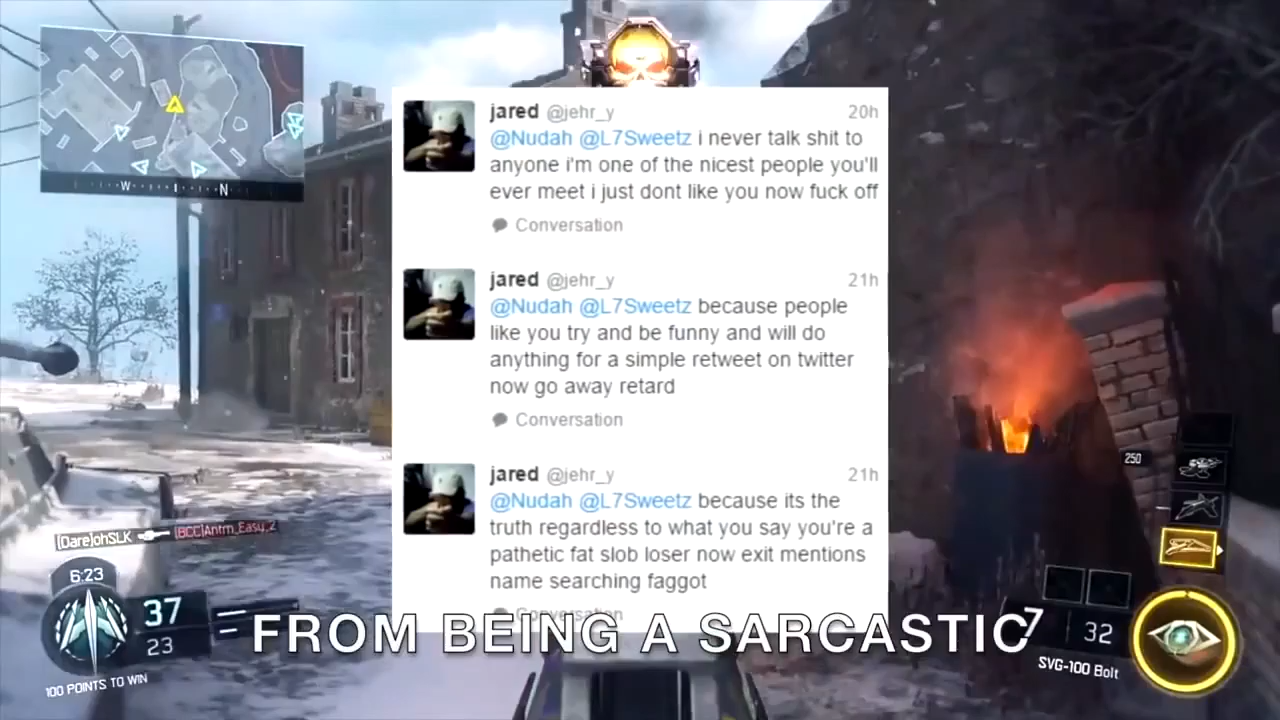 jared @jehr_y 20h
@Nudah @L7Sweetz i never talk shit to
anyone i'm one of the nicest people you'll
ever meet i just dont like you now fuck off
Conversation
jared @jehr_y 21h
@Nudah @L7Sweetz because people
like you try and be funny and will do
anything for a simple retweet on twitter
now go away retard
Conversation
jared @jehr_y 21h
@Nudah @L7Sweetz because its the
truth regardless to what you say you're a
pathetic fat slob loser now exit mentions
name searching faggot
Conversation
FROM BEING A SARCASTIC
W N
[Dare]ohSLK [BCC]Antrn_Easy_2
6:23
37
23
100 POINTS TO WIN
250
7 32
SVG-100 Bolt